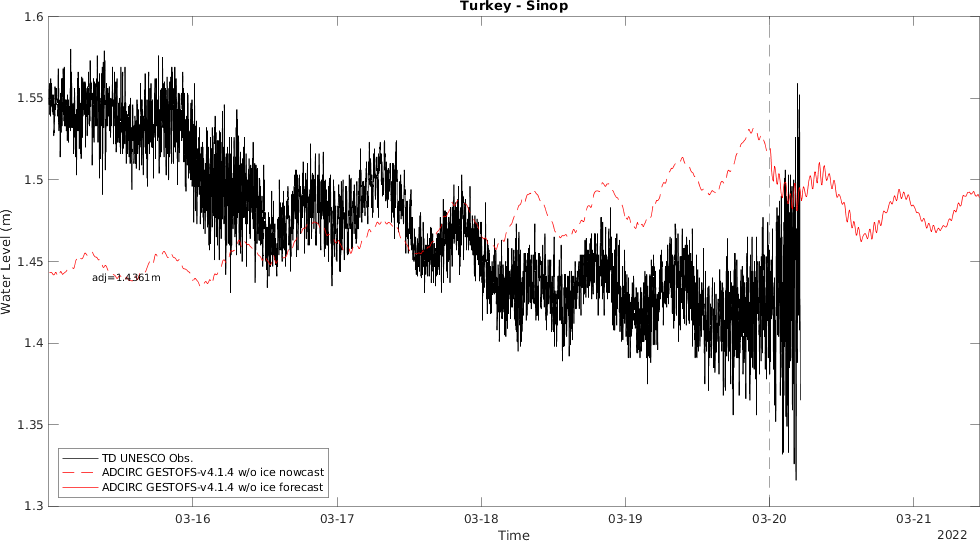 Turkey - Sinop
1.6
1.55
1.5
1.45
1.4
1.35
1.3
Water Level (m)
adj=1.4361m
TD UNESCO Obs.
ADCIRC GESTOFS-v4.1.4 w/o ice nowcast
ADCIRC GESTOFS-v4.1.4 w/o ice forecast
03-16 03-17 03-18 03-19 03-20 03-21
Time
2022